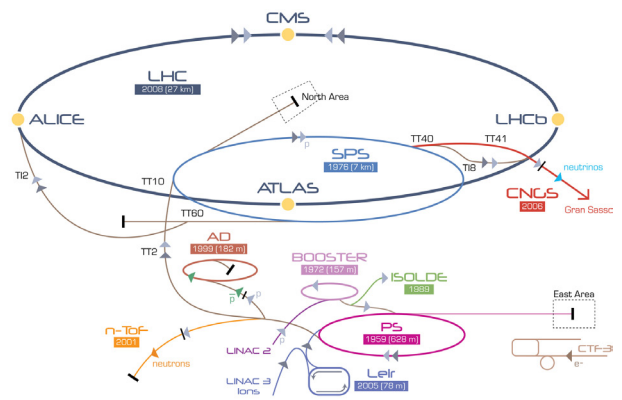 CMS
LHC
2008 (27 km)
North Area
ALICE
LHCb
TT40
TT41
SPS
1976 (7 km)
p
TI2
TT10
TI8
neutrinos
ATLAS
CNGS
2006
Gran Sasso
TT60
AD
1999 (182 m)
TT2
BOOSTER
1972 (157 m)
ISOLDE
1989
p
p
East Area
n-ToF
2001
PS
1959 (628 m)
p
LINAC 2
neutrons
CTF3
e-
LINAC 3
Ions
LeIr
2005 (78 m)